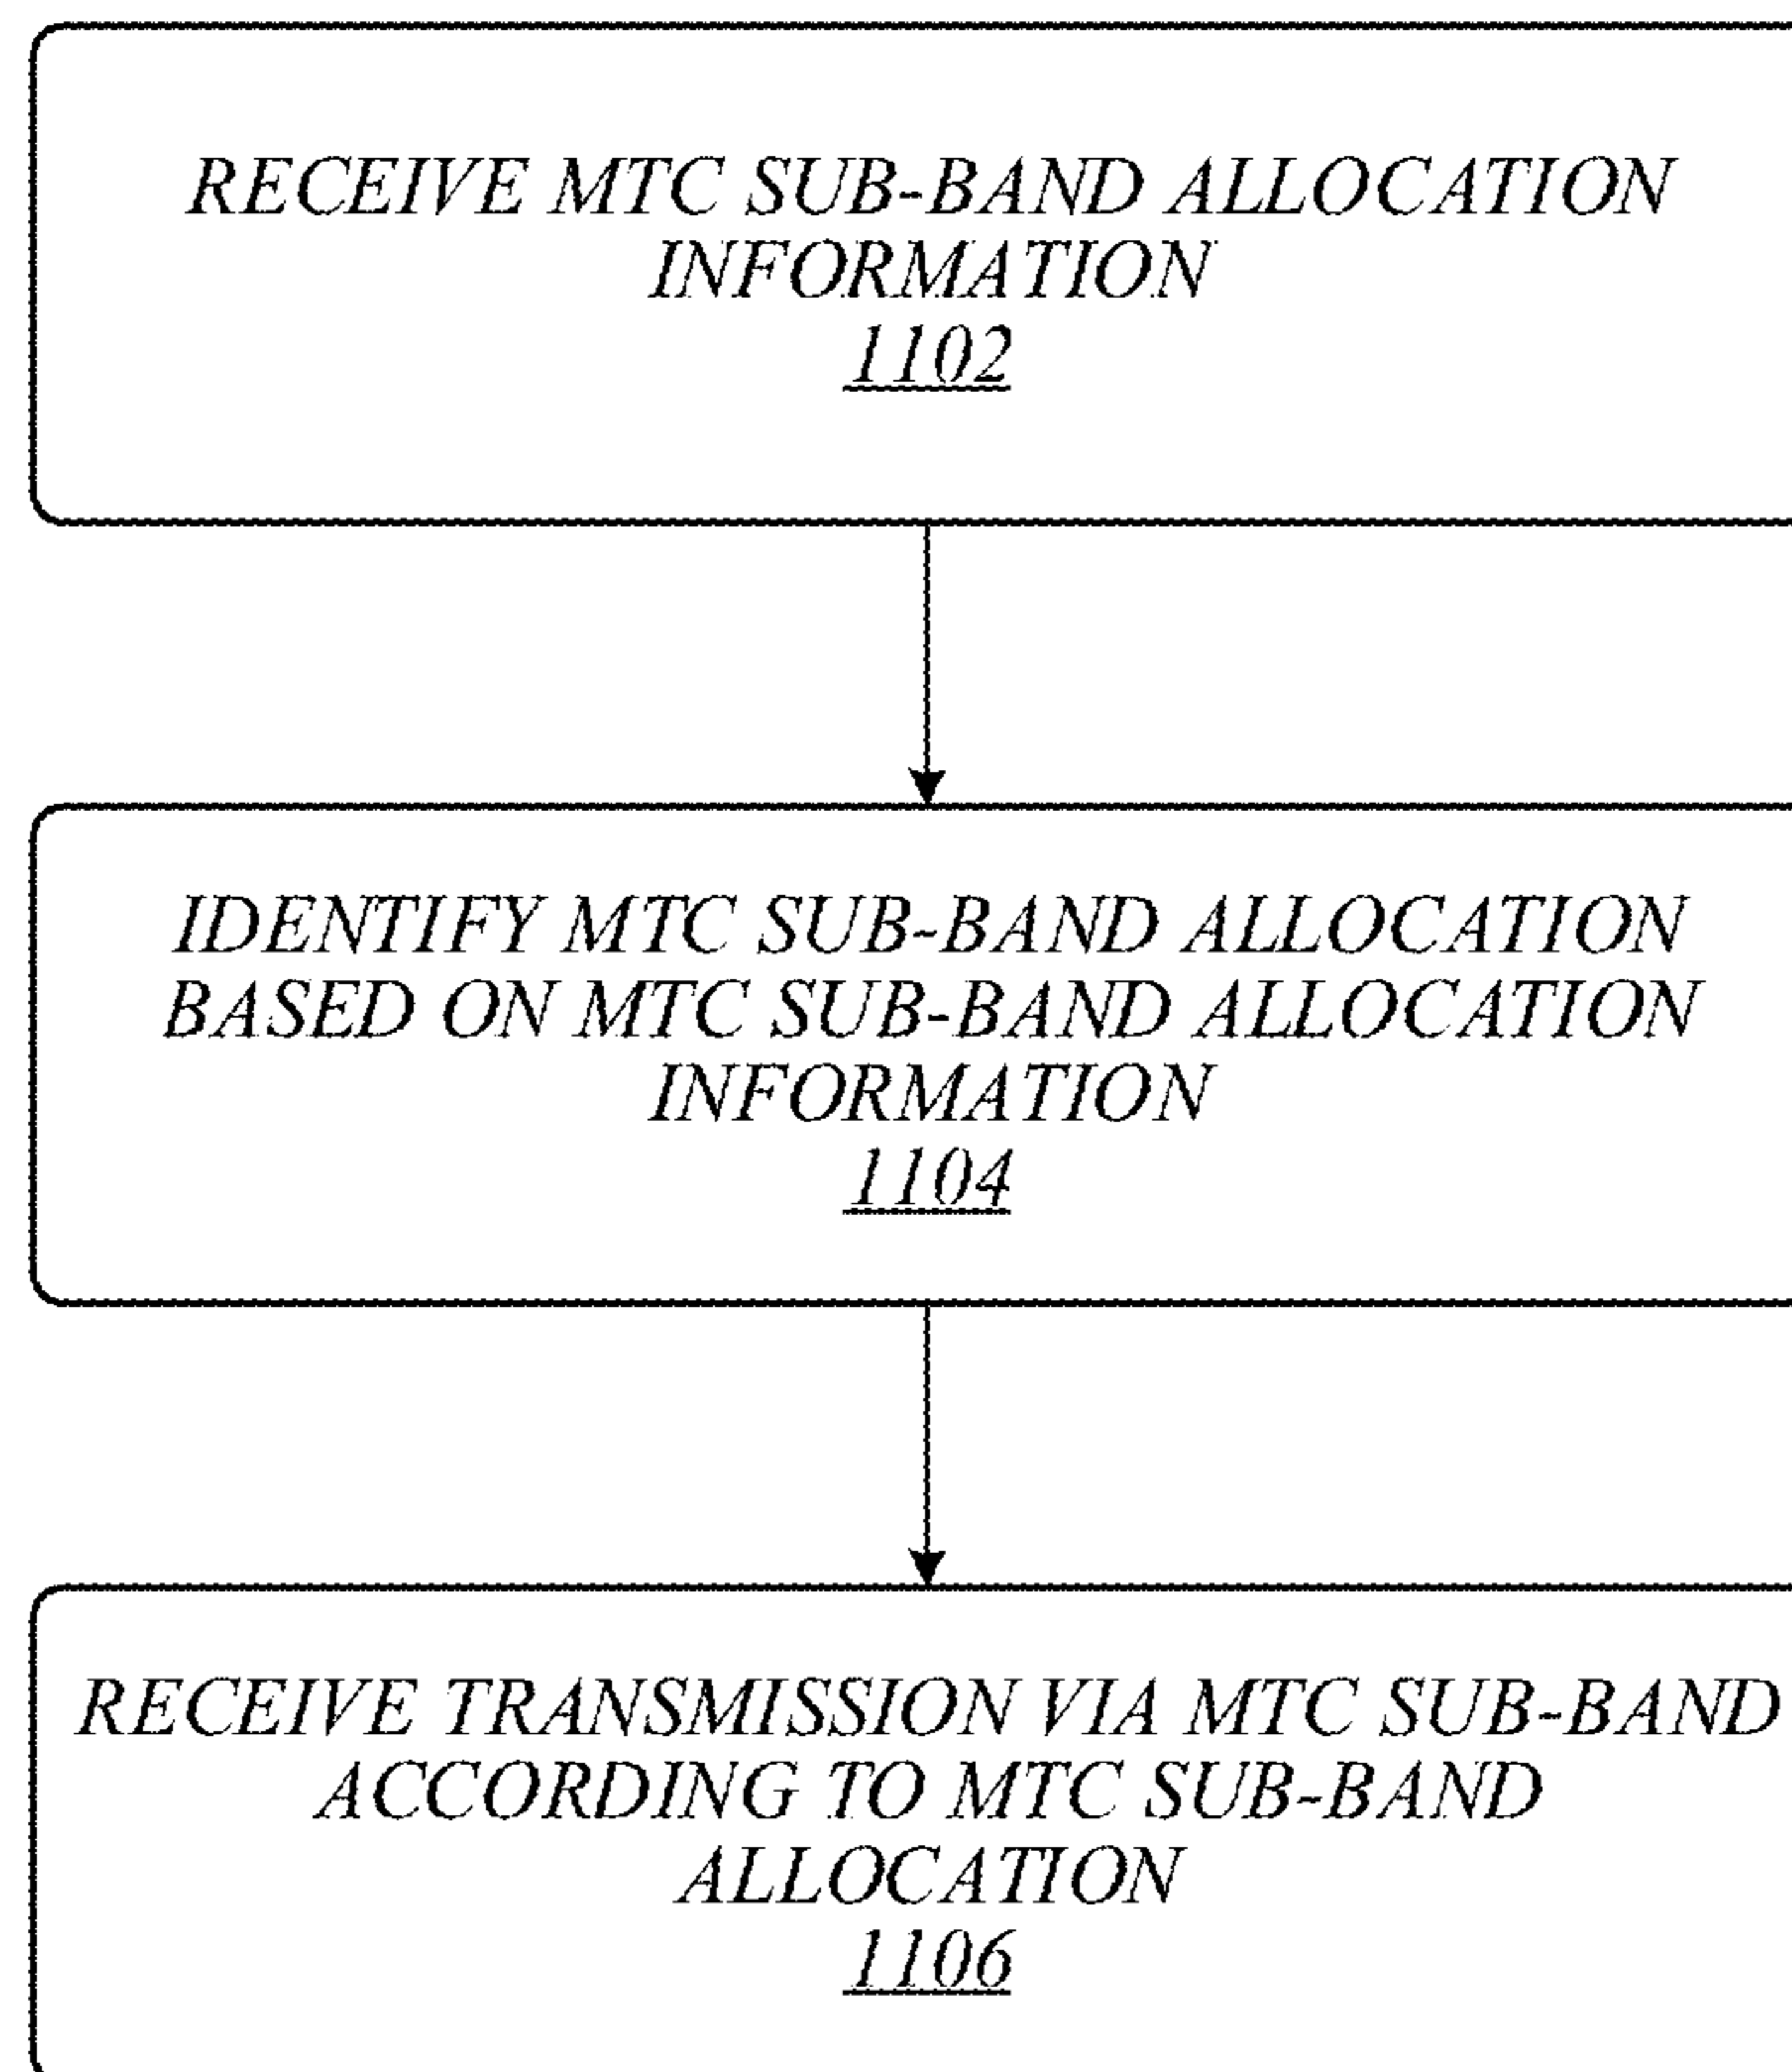 RECEIVE MTC SUB-BAND ALLOCATION
INFORMATION
1102
IDENTIFY MTC SUB-BAND ALLOCATION
BASED ON MTC SUB-BAND ALLOCATION
INFORMATION
1104
RECEIVE TRANSMISSION VIA MTC SUB-BAND
ACCORDING TO MTC SUB-BAND
ALLOCATION
1106